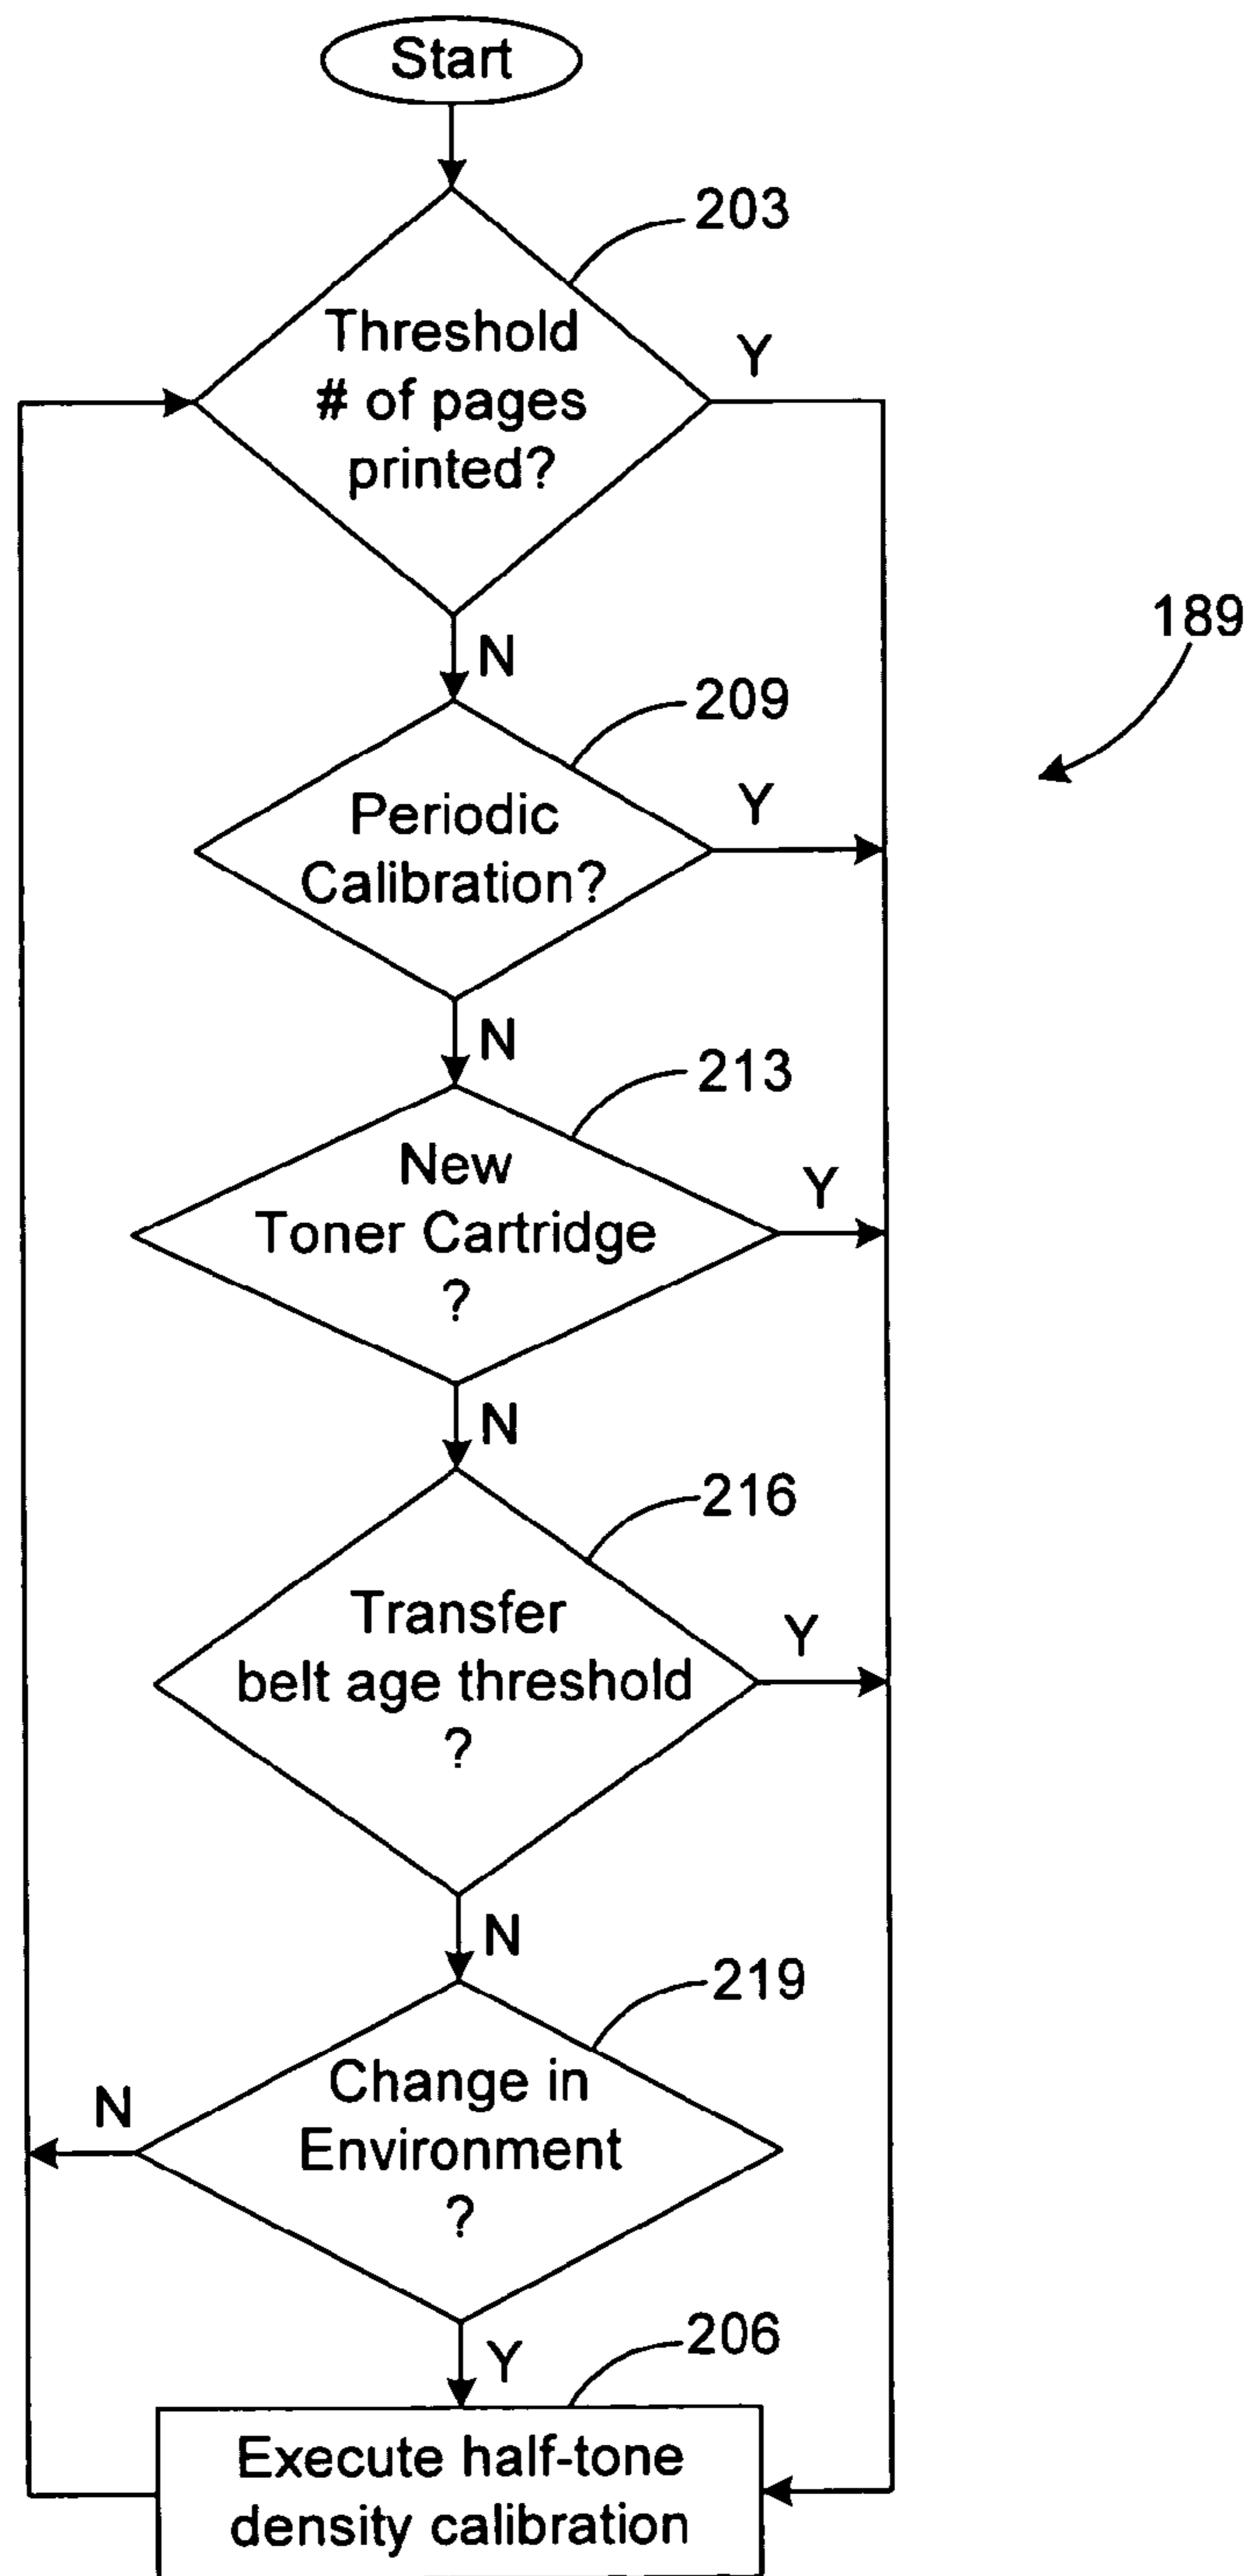 Start
203
Threshold
# of pages
printed?
Y
N
189
209
Periodic
Calibration?
Y
N
213
New
Toner Cartridge
?
Y
N
216
Transfer
belt age threshold
?
Y
N
219
Change in
Environment
?
N
Y
206
Execute half-tone
density calibration